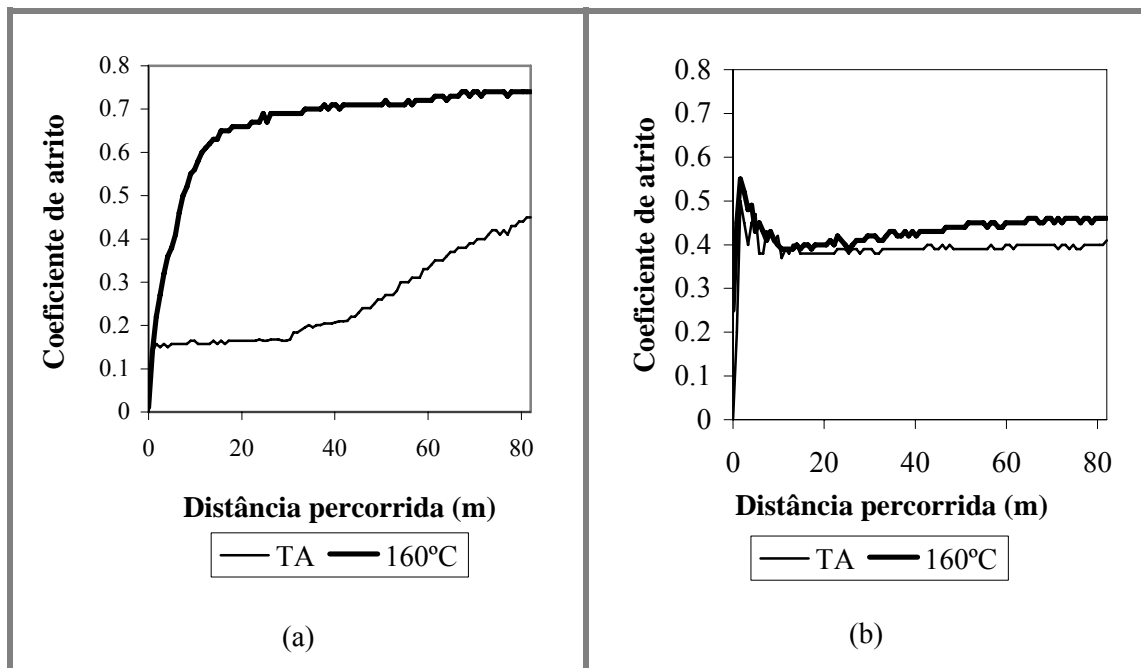 0.8
0.7
0.6
0.5
0.4
0.3
0.2
0.1
0
Coeficiente de atrito
0 20 40 60 80
Distância percorrida (m)
TA 160ºC
(a)
0.8
0.7
0.6
0.5
0.4
0.3
0.2
0.1
0
Coeficiente de atrito
0 20 40 60 80
Distância percorrida (m)
TA 160ºC
(b)